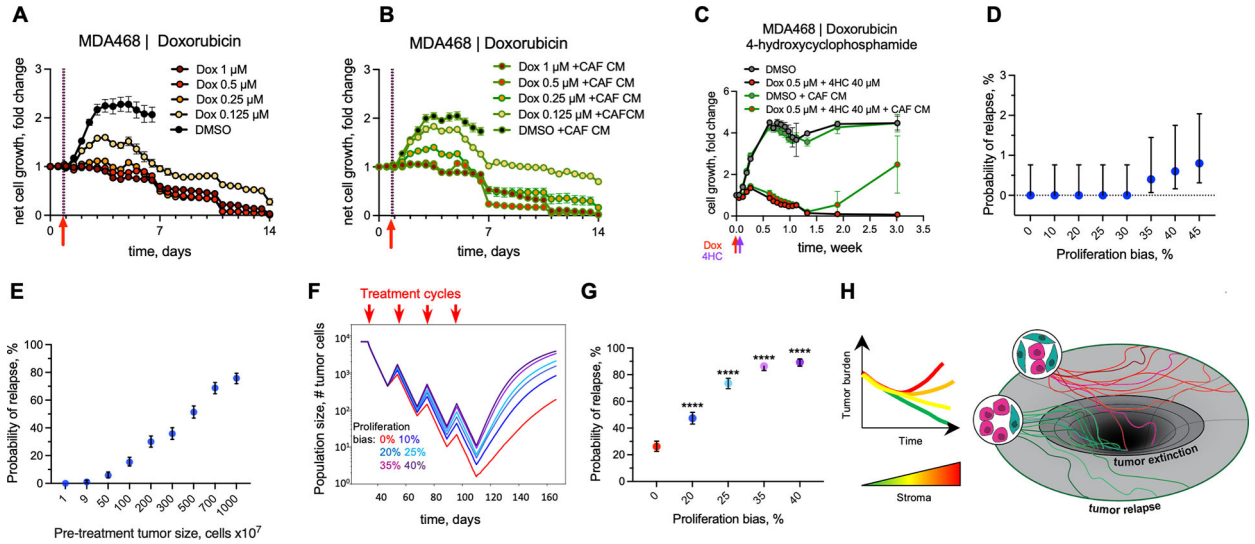 A
MDA468 | Doxorubicin
net cell growth, fold change
3
2
1
0
0
7
14
time, days
Dox 1 µM
Dox 0.5 µM
Dox 0.25 µM
Dox 0.125 µM
DMSO
B
MDA468 | Doxorubicin
net cell growth, fold change
3
2
1
0
0
7
14
time, days
Dox 1 µM +CAF CM
Dox 0.5 µM +CAF CM
Dox 0.25 µM +CAF CM
Dox 0.125 µM +CAFCM
DMSO +CAF CM
C
MDA468 | Doxorubicin
4-hydroxycyclophosphamide
DMSO
Dox 0.5 µM + 4HC 40 µM
DMSO + CAF CM
Dox 0.5 µM + 4HC 40 µM + CAF CM
cell growth, fold change
6
4
2
0
0.0 0.5 1.0 1.5 2.0 2.5 3.0 3.5
Dox
4HC
time, week
D
Probability of relapse, %
3
2
1
0
0 10 20 25 30 35 40 45
Proliferation bias, %
E
Probability of relapse, %
100
80
60
40
20
0
1 9 50 100 200 300 500 700 1000
Pre-treatment tumor size, cells x10⁷
F
Treatment cycles
Population size, # tumor cells
10⁴
10³
10²
10¹
10⁰
Proliferation
bias: 0% 10%
20% 25%
35% 40%
40 60 80 100 120 140 160
time, days
G
Probability of relapse, %
100
80
60
40
20
0
****
****
****
****
0 20 25 35 40
Proliferation bias, %
H
Tumor burden
Time
Stroma
tumor extinction
tumor relapse